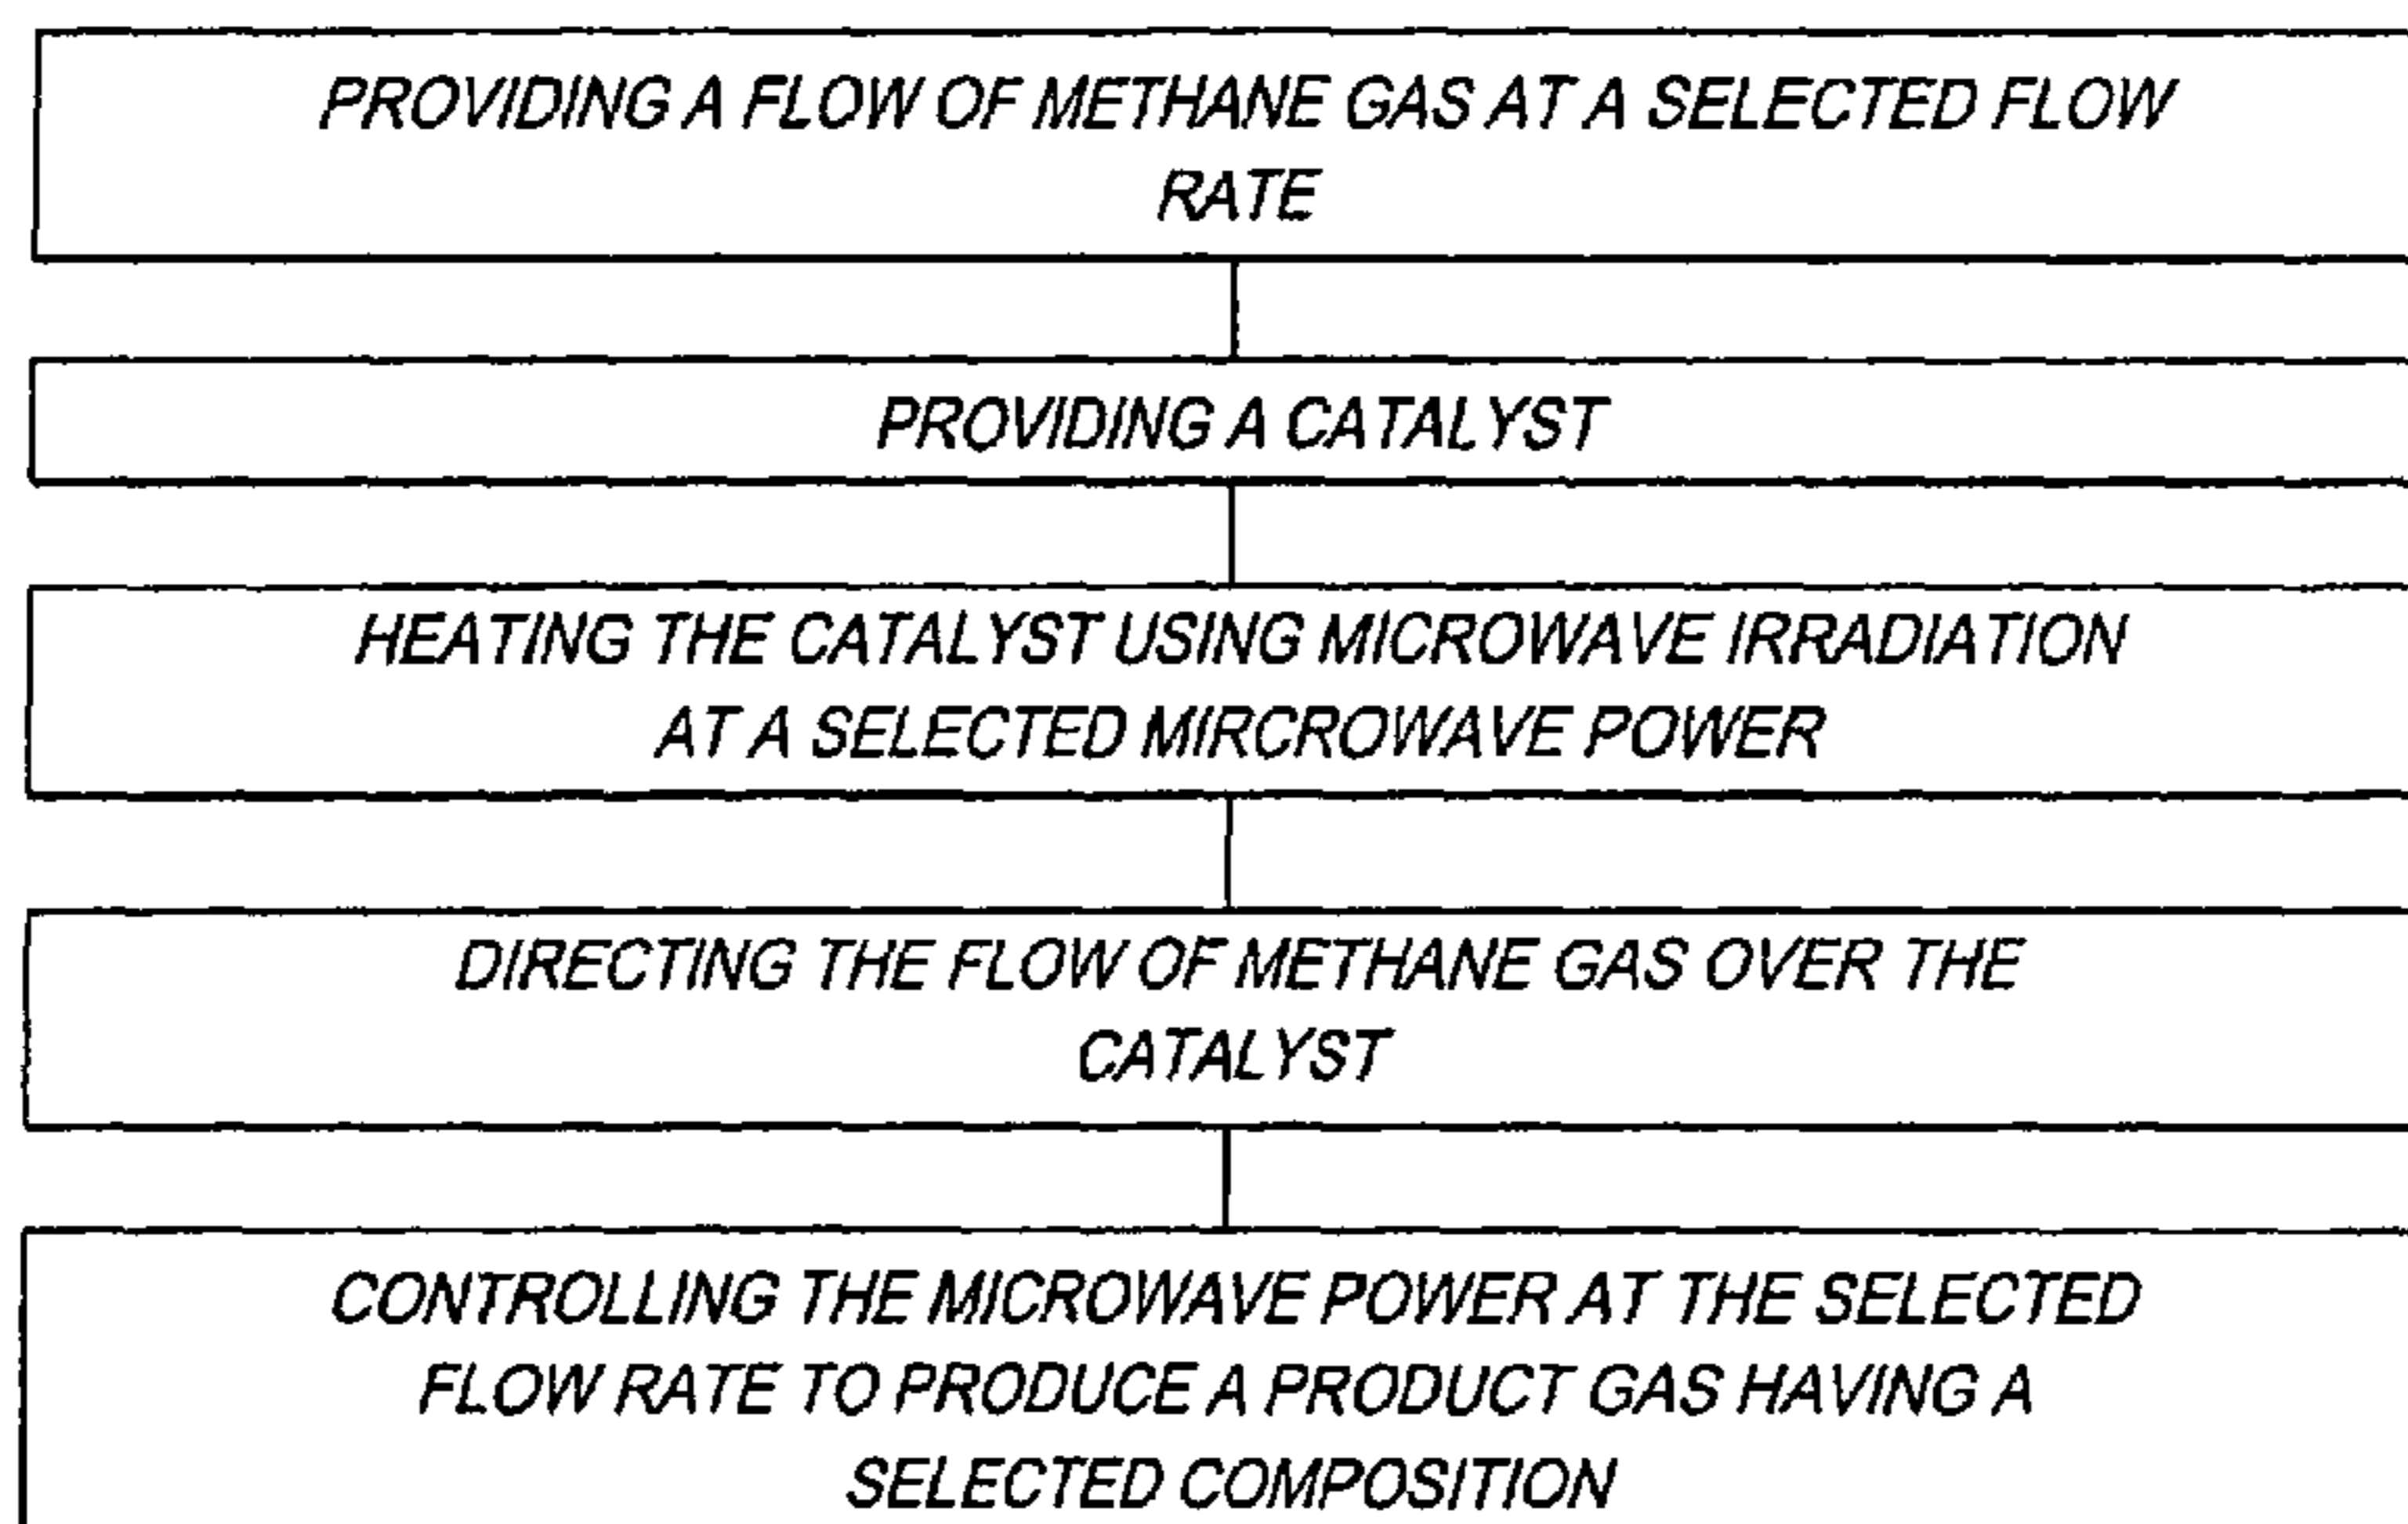 PROVIDING A FLOW OF METHANE GAS AT A SELECTED FLOW
RATE
PROVIDING A CATALYST
HEATING THE CATALYST USING MICROWAVE IRRADIATION
AT A SELECTED MIRCROWAVE POWER
DIRECTING THE FLOW OF METHANE GAS OVER THE
CATALYST
CONTROLLING THE MICROWAVE POWER AT THE SELECTED
FLOW RATE TO PRODUCE A PRODUCT GAS HAVING A
SELECTED COMPOSITION